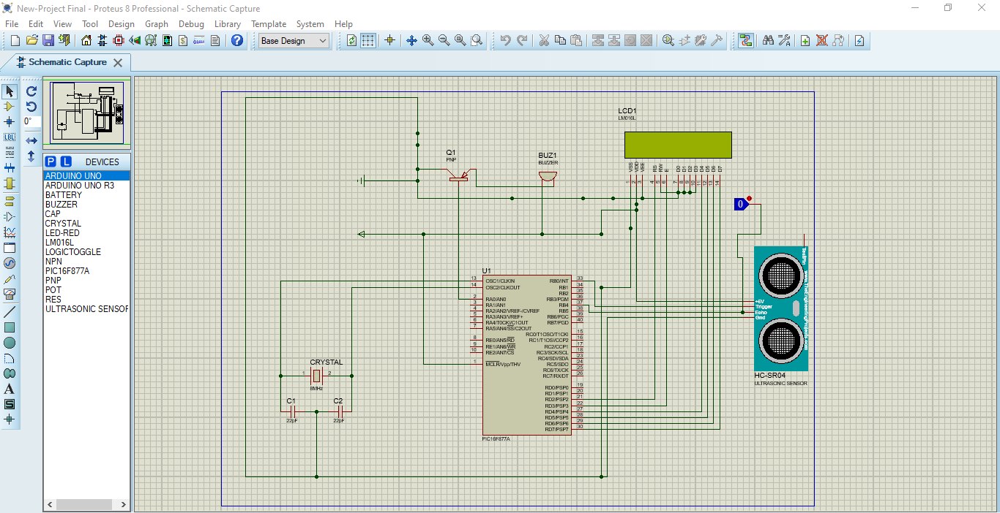 New-Project Final - Proteus 8 Professional - Schematic Capture
File Edit View Tool Design Graph Debug Library Template System Help
Base Design
Schematic Capture
0°
LBL
A
S
P L DEVICES
ARDUINO UNO
ARDUINO UNO R3
BATTERY
BUZZER
CAP
CRYSTAL
LED-RED
LM016L
LOGICTOGGLE
NPN
PIC16F877A
PNP
POT
RES
ULTRASONIC SENSOF
LCD1
LM016L
VSS VDD VEE RS RW E D0 D1 D2 D3 D4 D5 D6 D7
1 2 3 4 5 6 7 8 9 10 11 12 13 14
Q1
PNP
BUZ1
BUZZER
0
U1
13 OSC1/CLKIN RB0/INT 33
14 OSC2/CLKOUT RB1 34
RB2 35
2 RA0/AN0 RB3/PGM 36
3 RA1/AN1 RB4 37
4 RA2/AN2/VREF-/CVREF RB5 38
5 RA3/AN3/VREF+ RB6/PGC 39
6 RA4/T0CKI/C1OUT RB7/PGD 40
7 RA5/AN4/SS/C2OUT
RC0/T1OSO/T1CKI 15
8 RE0/AN5/RD RC1/T1OSI/CCP2 16
9 RE1/AN6/WR RC2/CCP1 17
10 RE2/AN7/CS RC3/SCK/SCL 18
RC4/SDI/SDA 23
1 MCLR/Vpp/THV RC5/SDO 24
RC6/TX/CK 25
RC7/RX/DT 26
RD0/PSP0 19
RD1/PSP1 20
RD2/PSP2 21
RD3/PSP3 22
RD4/PSP4 27
RD5/PSP5 28
RD6/PSP6 29
RD7/PSP7 30
PIC16F877A
CRYSTAL
1 2
8MHz
C1
22pF
C2
22pF
TestPin
www.TheEngineeringProjects.com
+5V
Trigger
Echo
Gnd
HC-SR04
ULTRASONIC SENSOR